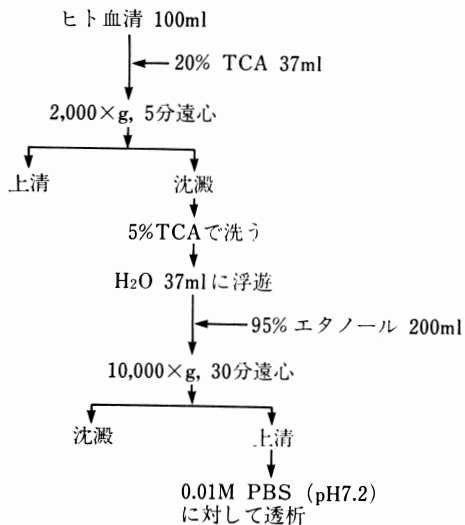 ヒト血清 100ml
20% TCA 37ml
2,000×g, 5分遠心
上清
沈澱
5%TCAで洗う
H₂O 37mlに浮遊
95%エタノール 200ml
10,000×g, 30分遠心
沈澱
上清
0.01M PBS (pH7.2)
に対して透析